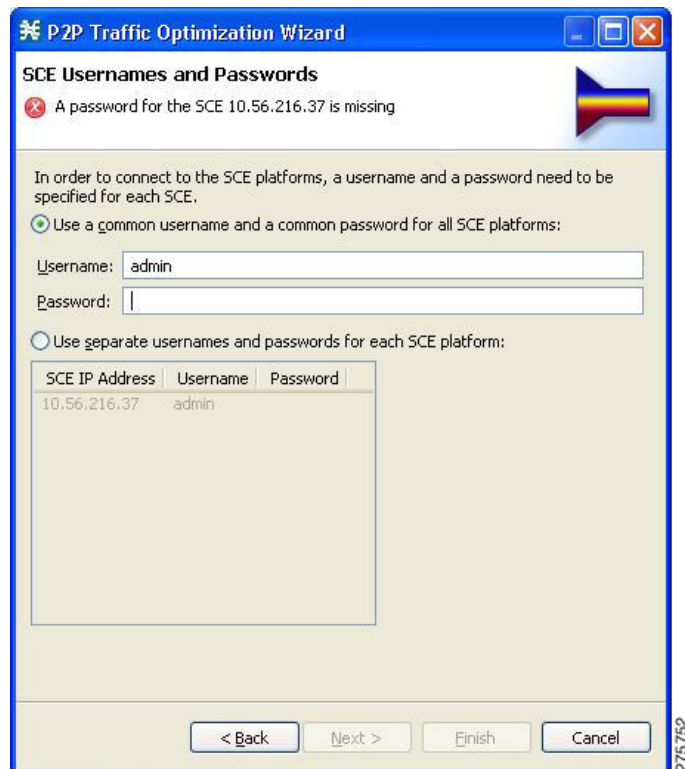 P2P Traffic Optimization Wizard
SCE Usernames and Passwords
A password for the SCE 10.56.216.37 is missing
In order to connect to the SCE platforms, a username and a password need to be
specified for each SCE.
Use a common username and a common password for all SCE platforms:
Username: admin
Password:
Use separate usernames and passwords for each SCE platform:
SCE IP Address Username Password
10.56.216.37 admin
< Back Next > Finish Cancel
275752